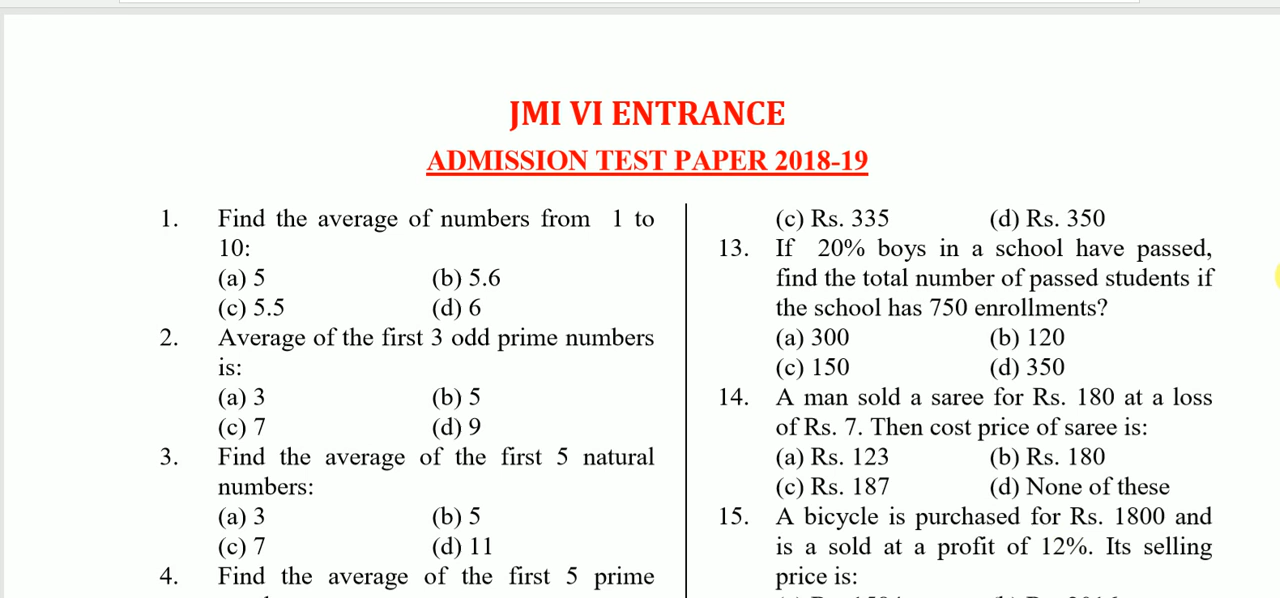 JMI VI ENTRANCE
ADMISSION TEST PAPER 2018-19
1. Find the average of numbers from 1 to
10:
(a) 5 (b) 5.6
(c) 5.5 (d) 6
2. Average of the first 3 odd prime numbers
is:
(a) 3 (b) 5
(c) 7 (d) 9
3. Find the average of the first 5 natural
numbers:
(a) 3 (b) 5
(c) 7 (d) 11
4. Find the average of the first 5 prime
(c) Rs. 335 (d) Rs. 350
13. If 20% boys in a school have passed,
find the total number of passed students if
the school has 750 enrollments?
(a) 300 (b) 120
(c) 150 (d) 350
14. A man sold a saree for Rs. 180 at a loss
of Rs. 7. Then cost price of saree is:
(a) Rs. 123 (b) Rs. 180
(c) Rs. 187 (d) None of these
15. A bicycle is purchased for Rs. 1800 and
is a sold at a profit of 12%. Its selling
price is: